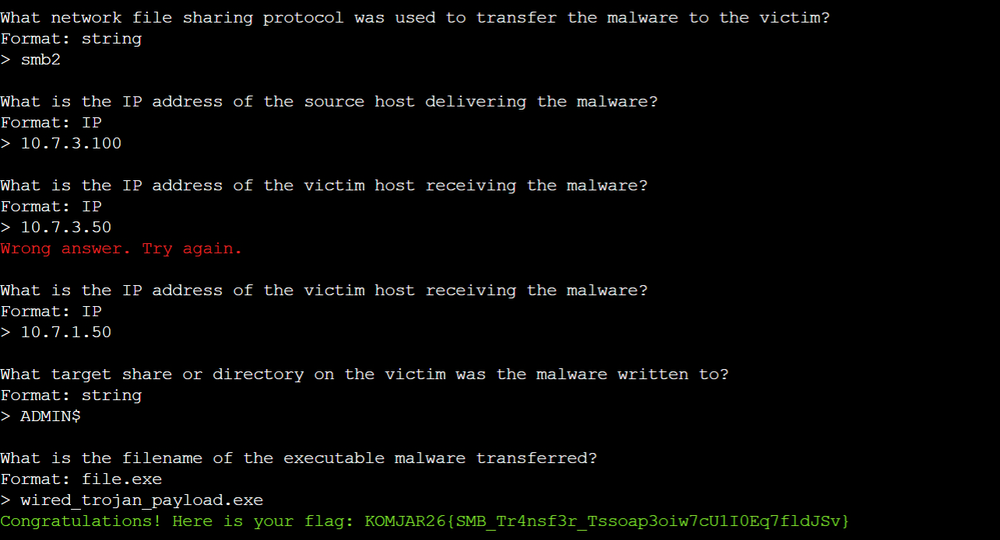 What network file sharing protocol was used to transfer the malware to the victim?
Format: string
> smb2
What is the IP address of the source host delivering the malware?
Format: IP
> 10.7.3.100
What is the IP address of the victim host receiving the malware?
Format: IP
> 10.7.3.50
Wrong answer. Try again.
What is the IP address of the victim host receiving the malware?
Format: IP
> 10.7.1.50
What target share or directory on the victim was the malware written to?
Format: string
> ADMIN$
What is the filename of the executable malware transferred?
Format: file.exe
> wired_trojan_payload.exe
Congratulations! Here is your flag: KOMJAR26{SMB_Tr4nsf3r_Tssoap3oiw7cU1I0Eq7fldJSv}